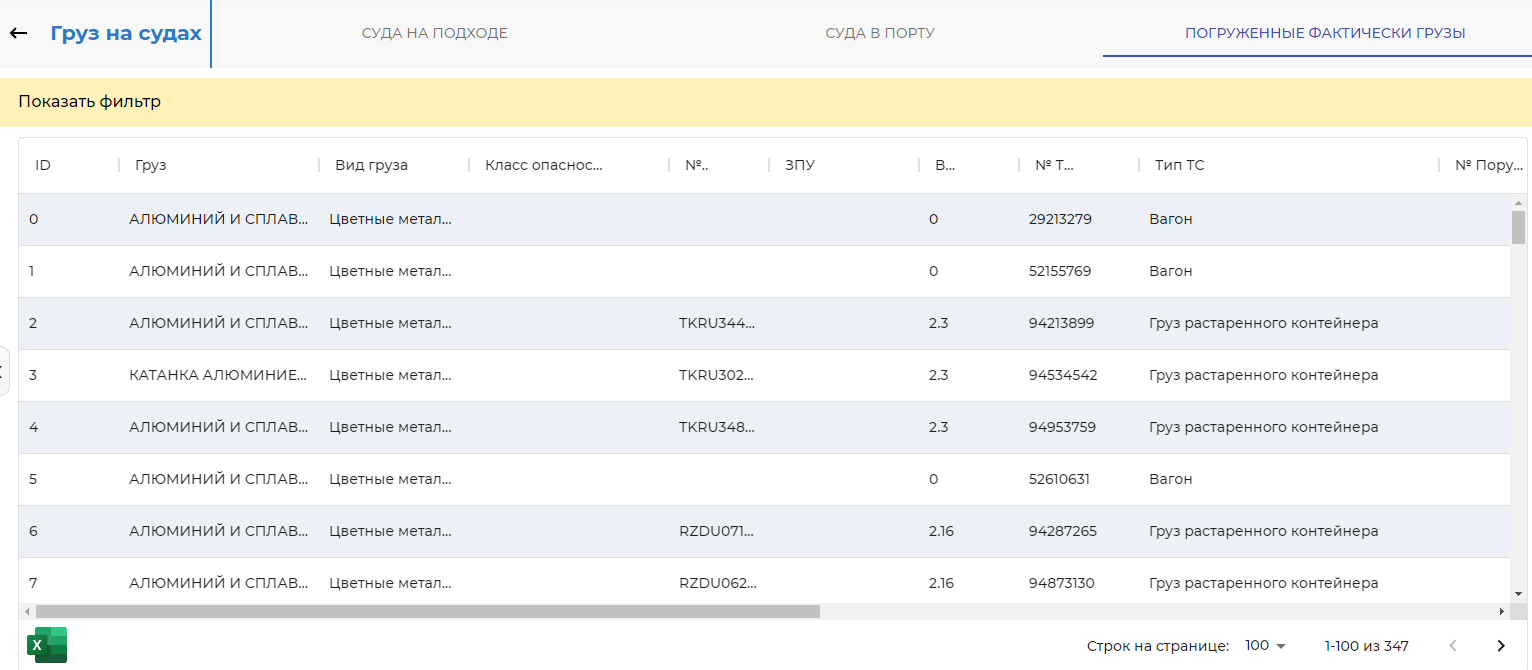 Груз на судах СУДА НА ПОДХОДЕ СУДА В ПОРТУ ПОГРУЖЕННЫЕ ФАКТИЧЕСКИ ГРУЗЫ
Показать фильтр
ID Груз Вид груза Класс опаснос... №.. ЗПУ В... № Т... Тип ТС № Пору...
0 АЛЮМИНИЙ И СПЛАВ... Цветные метал... 0 29213279 Вагон
1 АЛЮМИНИЙ И СПЛАВ... Цветные метал... 0 52155769 Вагон
2 АЛЮМИНИЙ И СПЛАВ... Цветные метал... TKRU344... 2.3 94213899 Груз растаренного контейнера
3 КАТАНКА АЛЮМИНИЕ... Цветные метал... TKRU302... 2.3 94534542 Груз растаренного контейнера
4 АЛЮМИНИЙ И СПЛАВ... Цветные метал... TKRU348... 2.3 94953759 Груз растаренного контейнера
5 АЛЮМИНИЙ И СПЛАВ... Цветные метал... 0 52610631 Вагон
6 АЛЮМИНИЙ И СПЛАВ... Цветные метал... RZDU071... 2.16 94287265 Груз растаренного контейнера
7 АЛЮМИНИЙ И СПЛАВ... Цветные метал... RZDU062... 2.16 94873130 Груз растаренного контейнера
X Строк на странице: 100 1-100 из 347